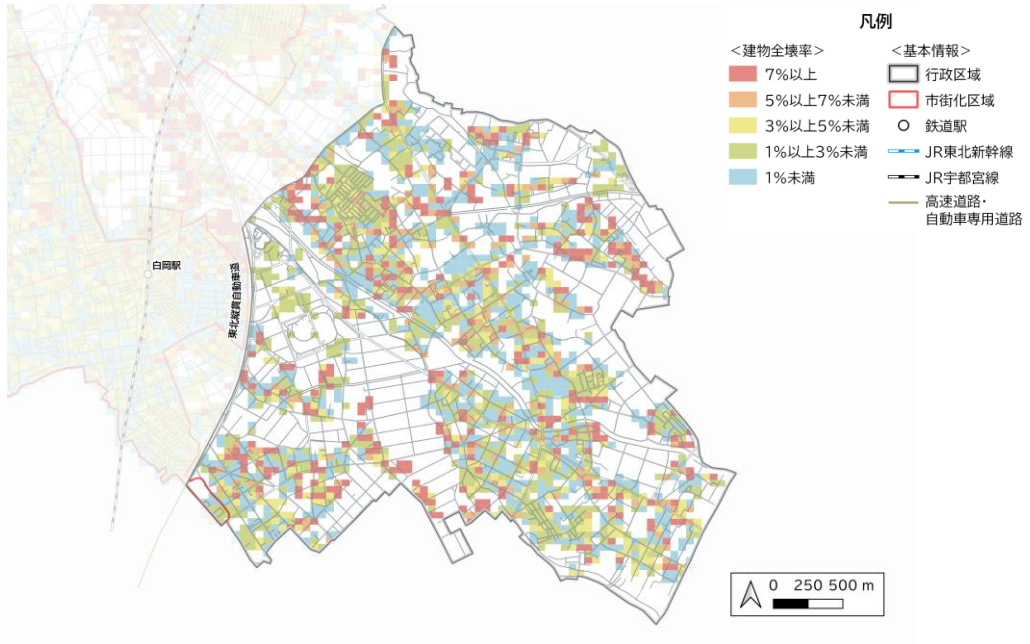 凡例
<建物全壊率>
7%以上
5%以上7%未満
3%以上5%未満
1%以上3%未満
1%未満
<基本情報>
行政区域
市街化区域
鉄道駅
JR東北新幹線
JR宇都宮線
高速道路・
自動車専用道路
白岡駅
東北縦貫自動車道
0 250 500 m